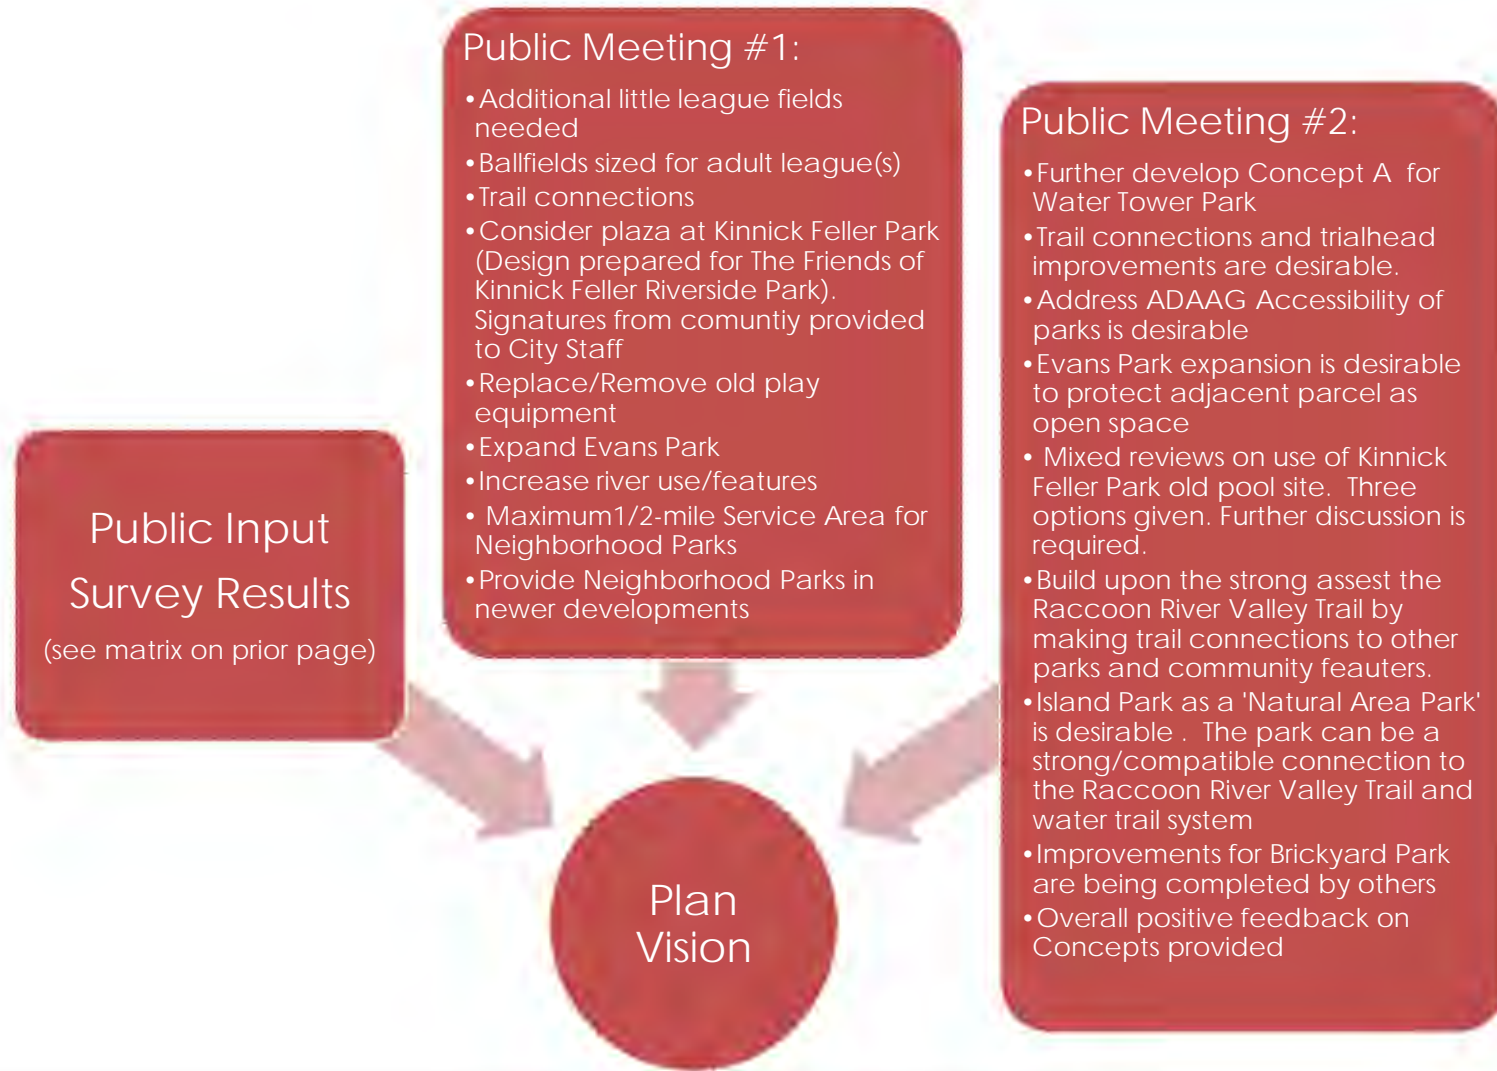 Public Meeting #1:
•Additional little league fields
needed
•Ballfields sized for adult league(s)
•Trail connections
•Consider plaza at Kinnick Feller Park
(Design prepared for The Friends of
Kinnick Feller Riverside Park).
Signatures from comuntiy provided
to City Staff
•Replace/Remove old play
equipment
•Expand Evans Park
•Increase river use/features
• Maximum1/2-mile Service Area for
Neighborhood Parks
•Provide Neighborhood Parks in
newer developments
Public Meeting #2:
•Further develop Concept A  for
Water Tower Park
•Trail connections and trialhead
improvements are desirable.
•Address ADAAG Accessibility of
parks is desirable
•Evans Park expansion is desirable
to protect adjacent parcel as
open space
• Mixed reviews on use of Kinnick
Feller Park old pool site.  Three
options given. Further discussion is
required.
•Build upon the strong assest the
Raccoon River Valley Trail by
making trail connections to other
parks and community feauters.
•Island Park as a 'Natural Area Park'
is desirable .  The park can be a
strong/compatible connection to
the Raccoon River Valley Trail and
water trail system
•Improvements for Brickyard Park
are being completed by others
•Overall positive feedback on
Concepts provided
Public Input
Survey Results
(see matrix on prior page)
Plan
Vision